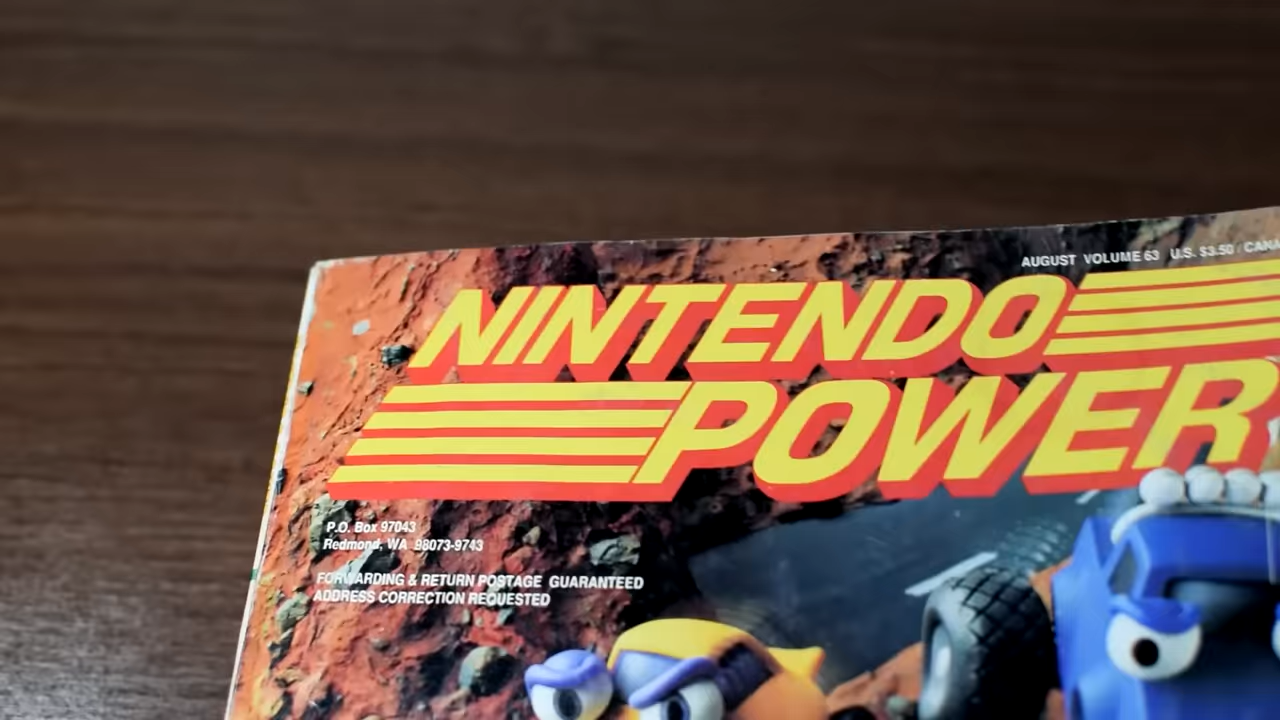 AUGUST VOLUME 63 U.S. $3.50
NINTENDO
POWER
P.O. Box 97043
Redmond, WA 98073-9743
FORWARDING & RETURN POSTAGE GUARANTEED
ADDRESS CORRECTION REQUESTED